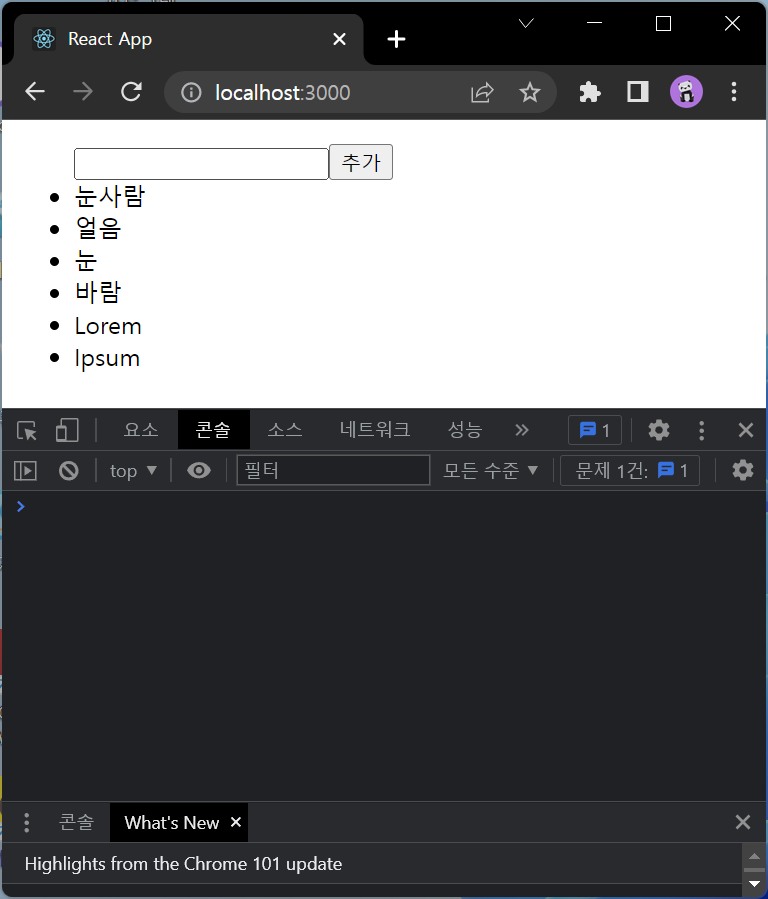 React App
localhost:3000
추가
눈사람
얼음
눈
바람
Lorem
Ipsum
요소 콘솔 소스 네트워크 성능 » 1
top ▼ 필터 모든 수준 ▼ 문제 1건: 1
>
콘솔 What's New
Highlights from the Chrome 101 update